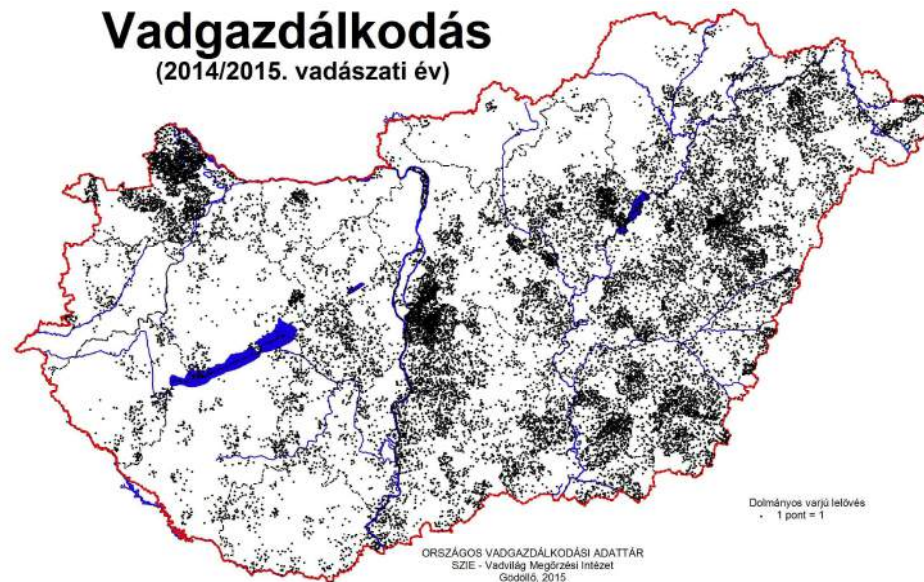 Vadgazdálkodás
(2014/2015. vadászati év)
Dolmányos varjú lelövés
1 pont = 1
ORSZÁGOS VADGAZDÁLKODÁSI ADATTÁR
SZIE - Vadvilág Megőrzési Intézet
Gödöllő, 2015